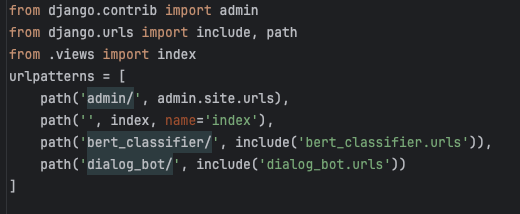 from django.contrib import admin
from django.urls import include, path
from .views import index
urlpatterns = [
    path('admin/', admin.site.urls),
    path('', index, name='index'),
    path('bert_classifier/', include('bert_classifier.urls')),
    path('dialog_bot/', include('dialog_bot.urls'))
]